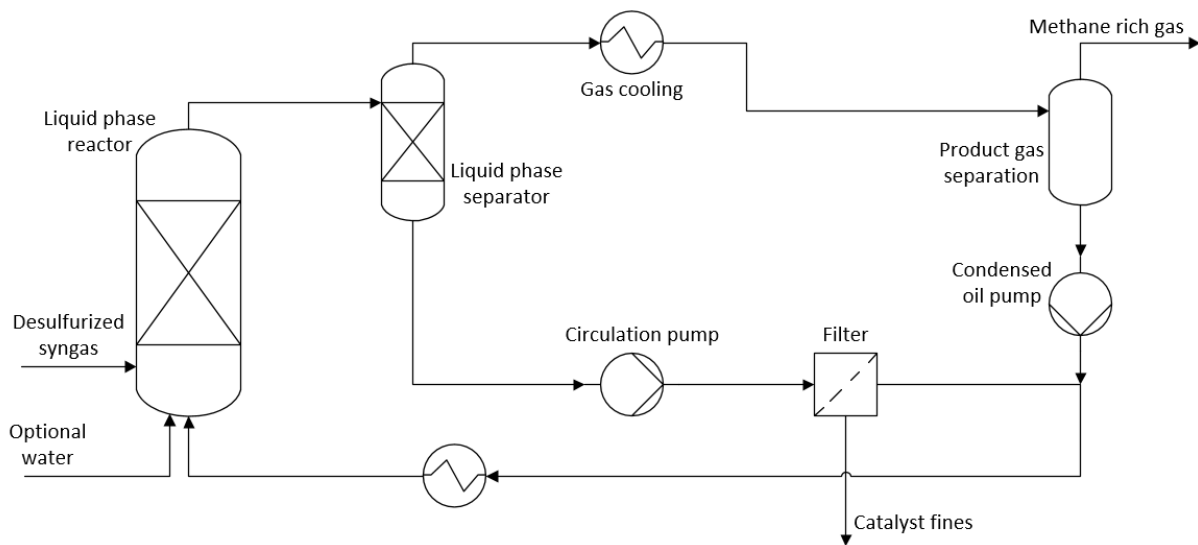 Methane rich gas
Gas cooling
Liquid phase
reactor
Product gas
separation
Liquid phase
separator
Condensed
oil pump
Desulfurized
syngas
Circulation pump
Filter
Optional
water
Catalyst fines